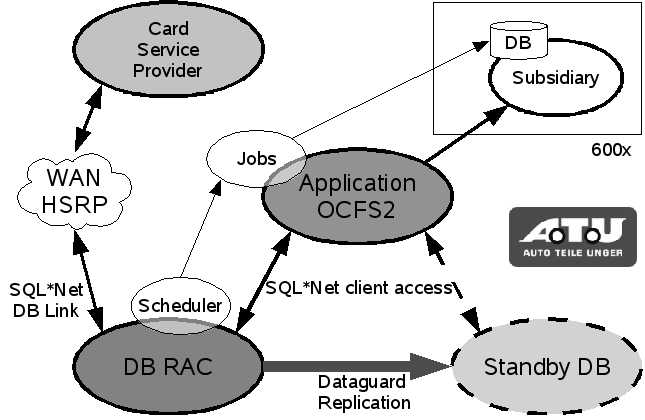 Card
Service
Provider
DB
Subsidiary
600x
Jobs
WAN
HSRP
Application
OCFS2
ATU
AUTO TEILE UNGER
SQL*Net
DB Link
Scheduler
SQL*Net client access
DB RAC
Standby DB
Dataguard
Replication